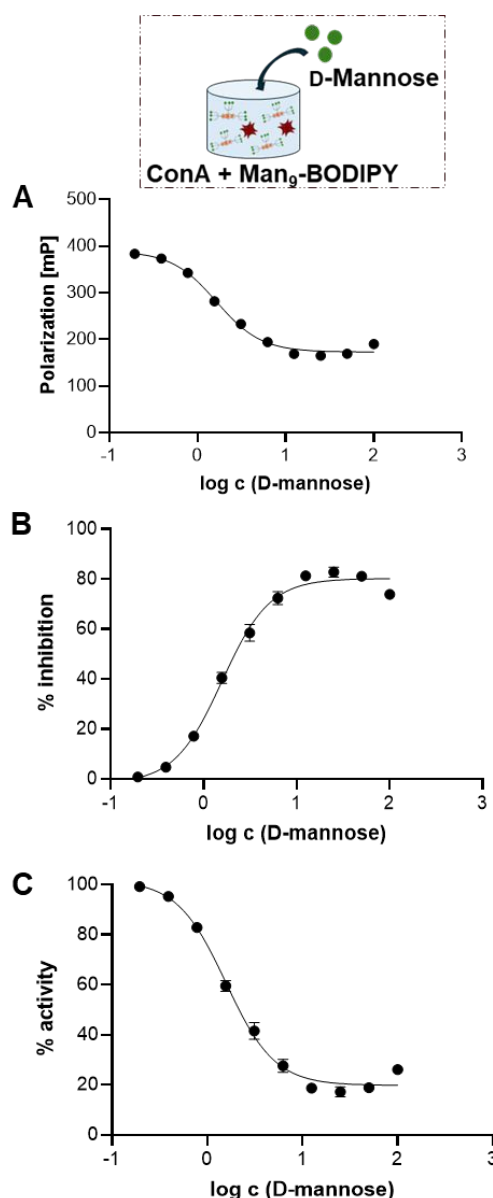 D-Mannose
ConA + Man9-BODIPY
A
500
400
300
200
100
0
Polarization [mP]
-1 0 1 2 3
log c (D-mannose)
B
100
80
60
40
20
0
% inhibition
-1 0 1 2 3
log c (D-mannose)
C
100
80
60
40
20
0
% activity
-1 0 1 2 3
log c (D-mannose)